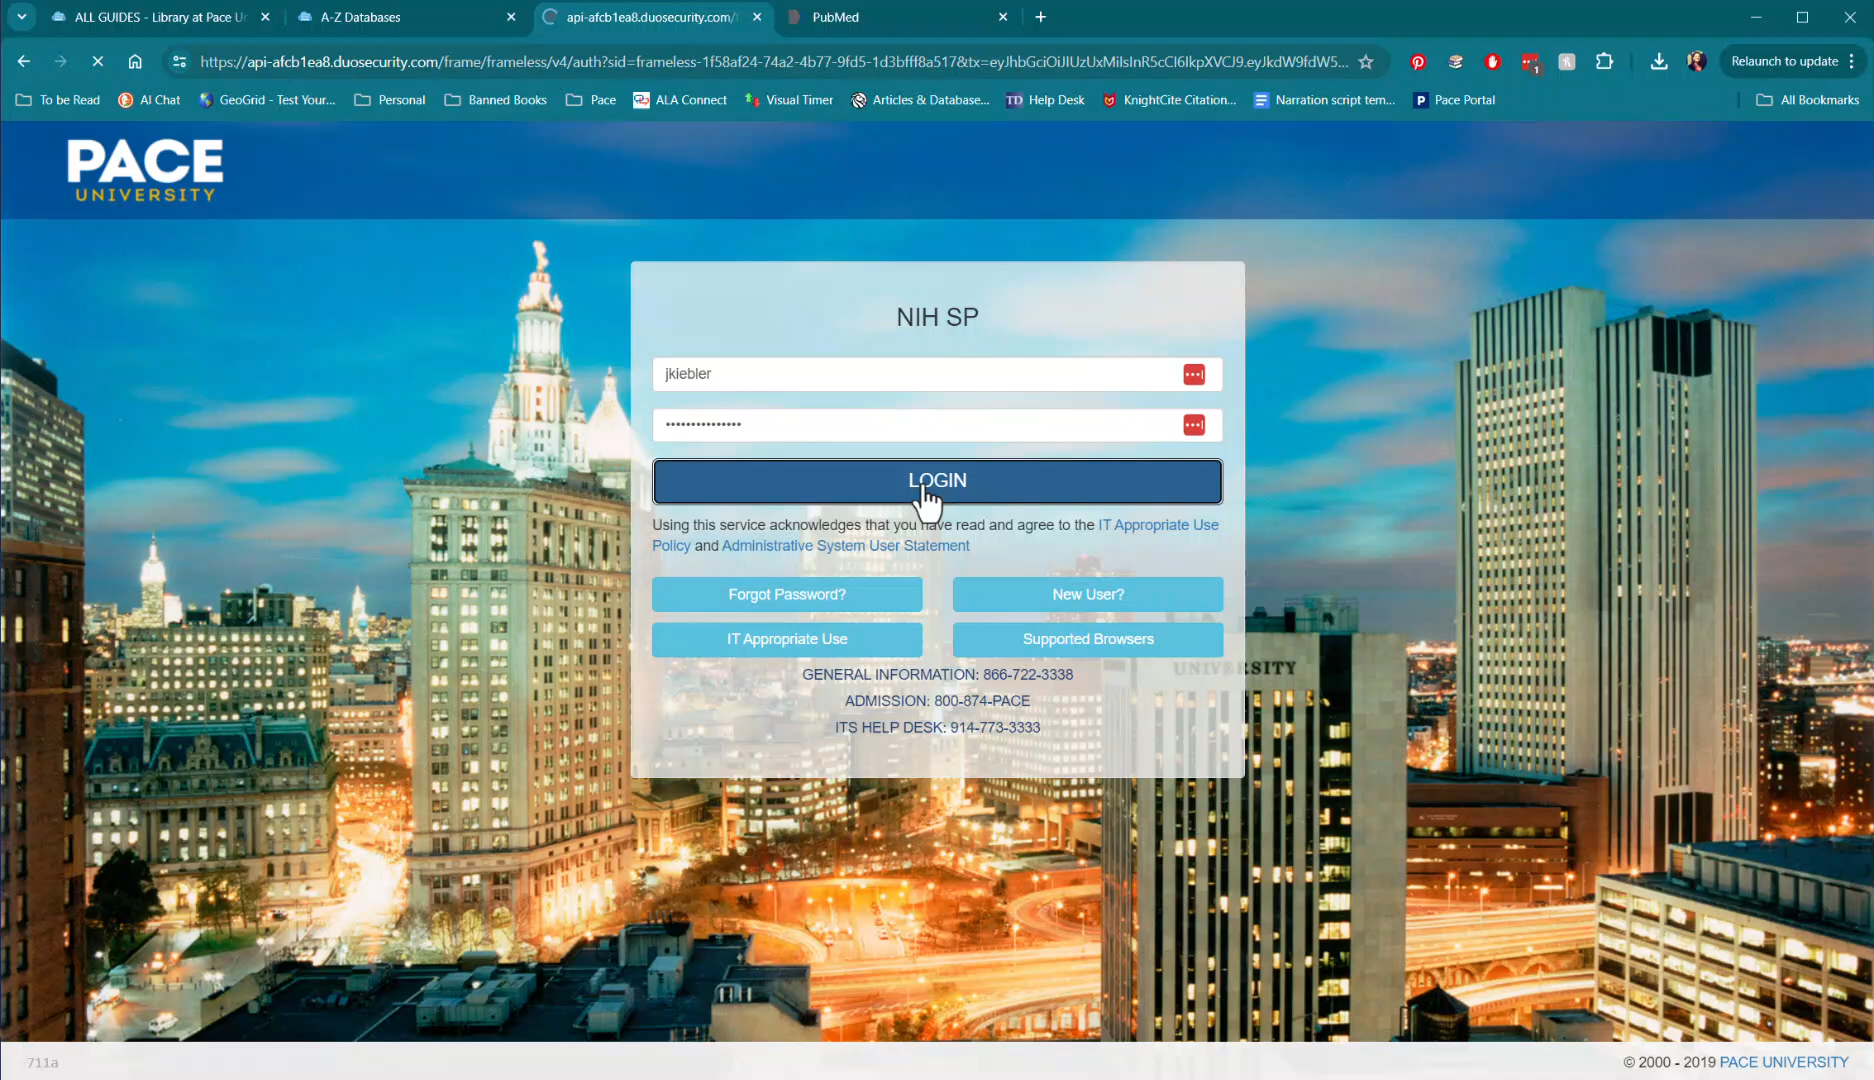 ALL GUIDES - Library at Pace Ur
A-Z Databases
api-afcb1ea8.duosecurity.com/
PubMed
https://api-afcb1ea8.duosecurity.com/frame/frameless/v4/auth?sid=frameless-1f58af24-74a2-4b77-9fd5-1d3bfff8a517&tx=eyJhbGciOiJIUzUxMiIsInR5cCI6IkpXVCJ9.eyJkdW9fdW5...
1
Relaunch to update
To be Read
AI Chat
GeoGrid - Test Your...
Personal
Banned Books
Pace
ALA Connect
Visual Timer
Articles & Database...
TD Help Desk
KnightCite Citation...
Narration script tem...
P Pace Portal
All Bookmarks
PACE
UNIVERSITY
NIH SP
jkiebler
•••••••••••••••
LOGIN
Using this service acknowledges that you have read and agree to the IT Appropriate Use
Policy and Administrative System User Statement
Forgot Password?
New User?
IT Appropriate Use
Supported Browsers
UNIVERSITY
GENERAL INFORMATION: 866-722-3338
ADMISSION: 800-874-PACE
ITS HELP DESK: 914-773-3333
711a
© 2000 - 2019 PACE UNIVERSITY